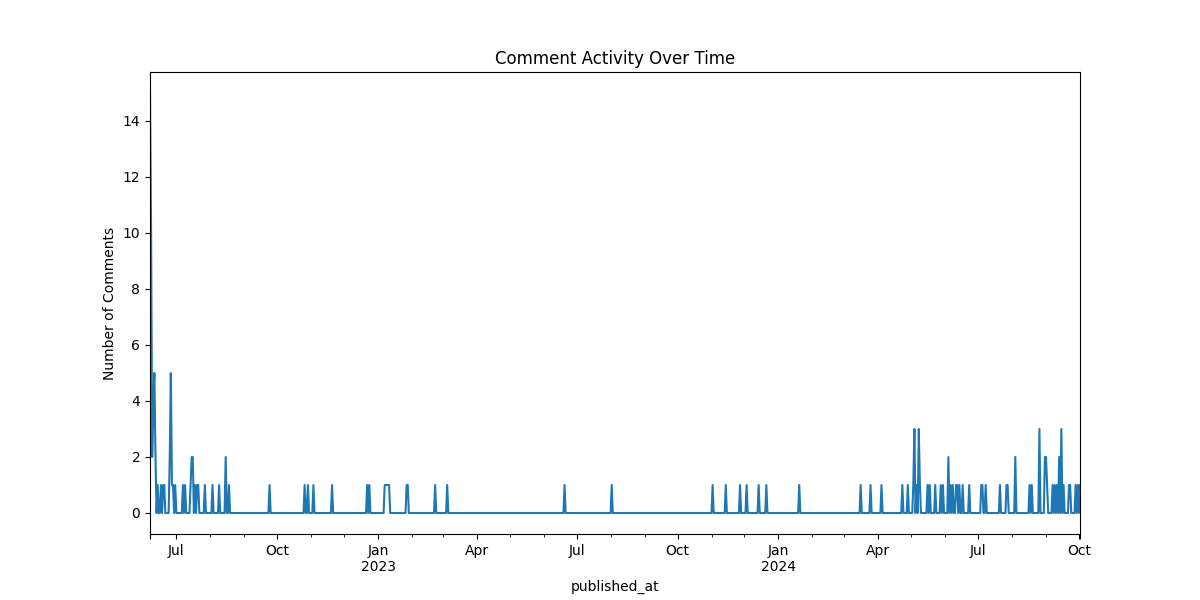 Comment Activity Over Time
Number of Comments
14
12
10
8
6
4
2
0
Jul
Oct
Jan
2023
Apr
Jul
Oct
Jan
2024
Apr
Jul
Oct
published_at